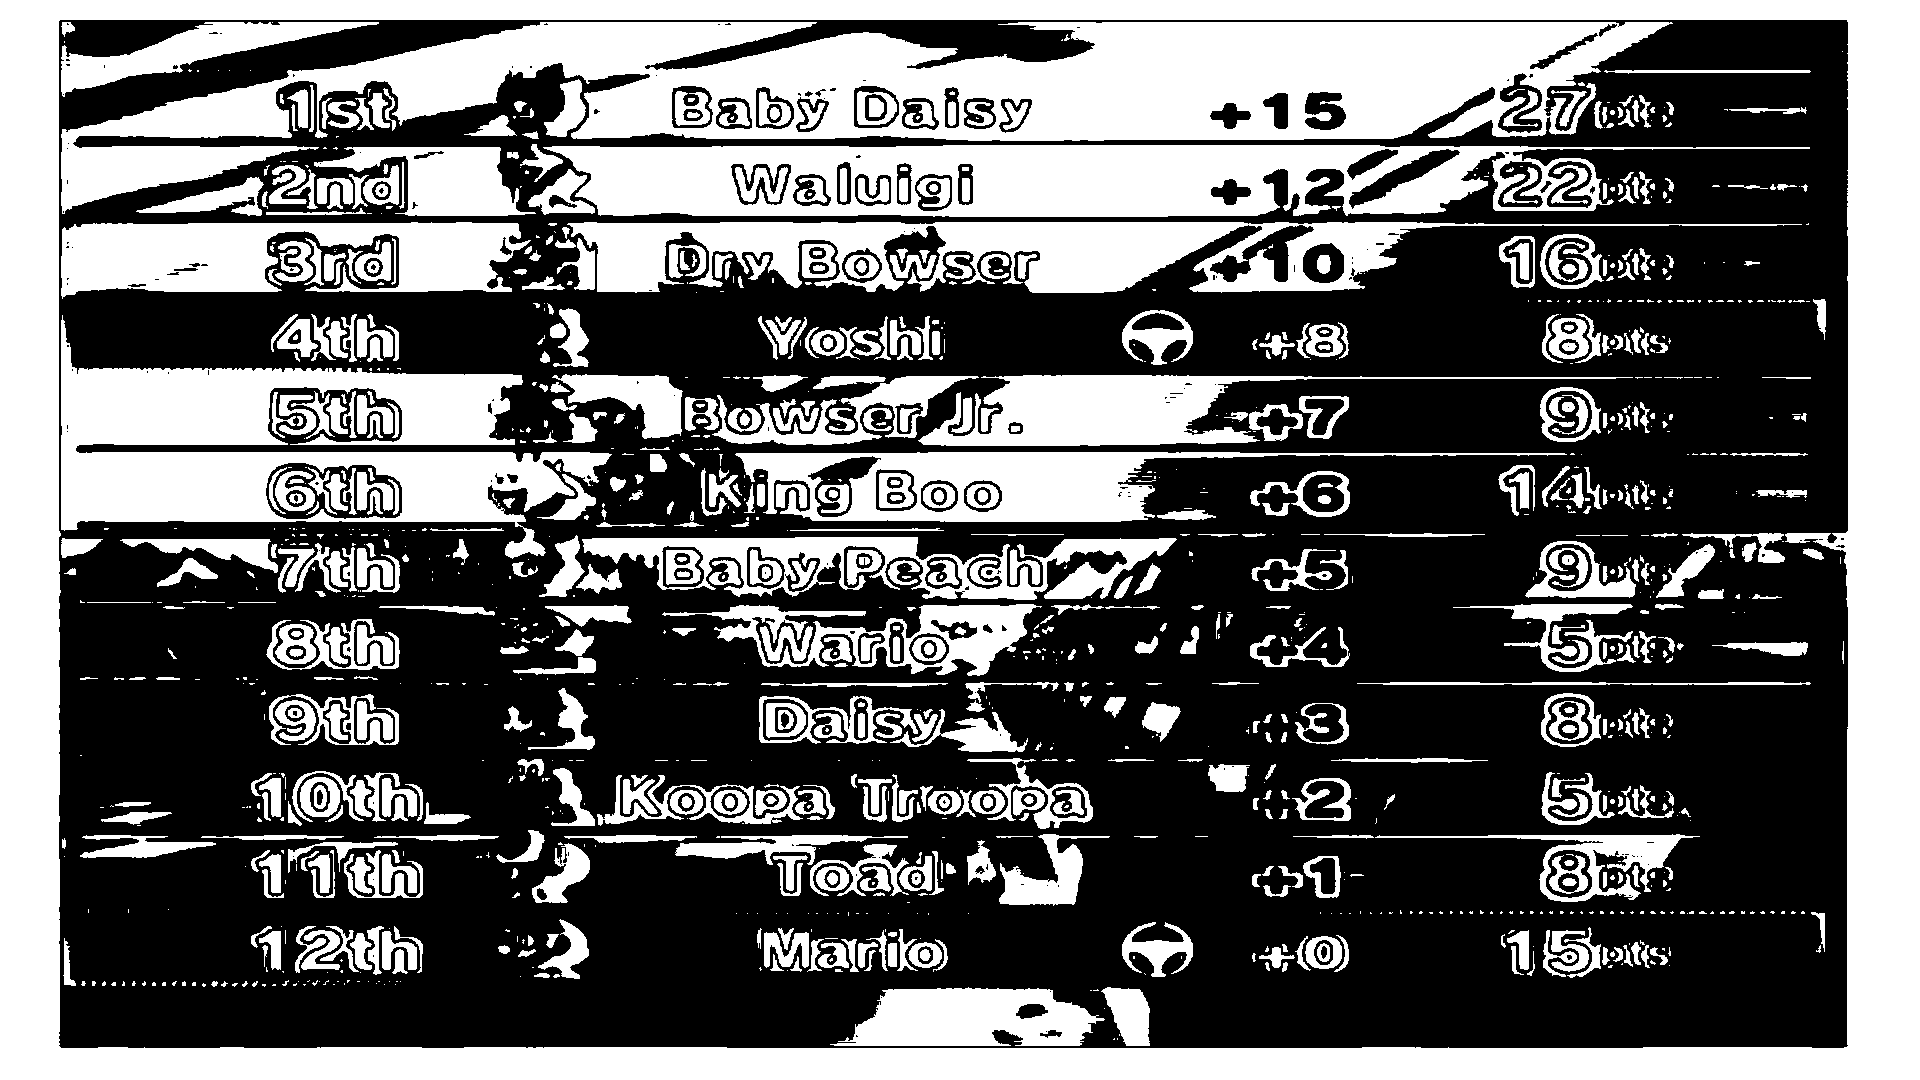 1st Baby Daisy +15 27pts
2nd Waluigi +12 22pts
3rd Dry Bowser +10 16pts
4th Yoshi +8 8pts
5th Bowser Jr. +7 9pts
6th King Boo +6 14pts
7th Baby Peach +5 9pts
8th Wario +4 5pts
9th Daisy +3 8pts
10th Koopa Troopa +2 5pts
11th Toad +1 8pts
12th Mario +0 15pts